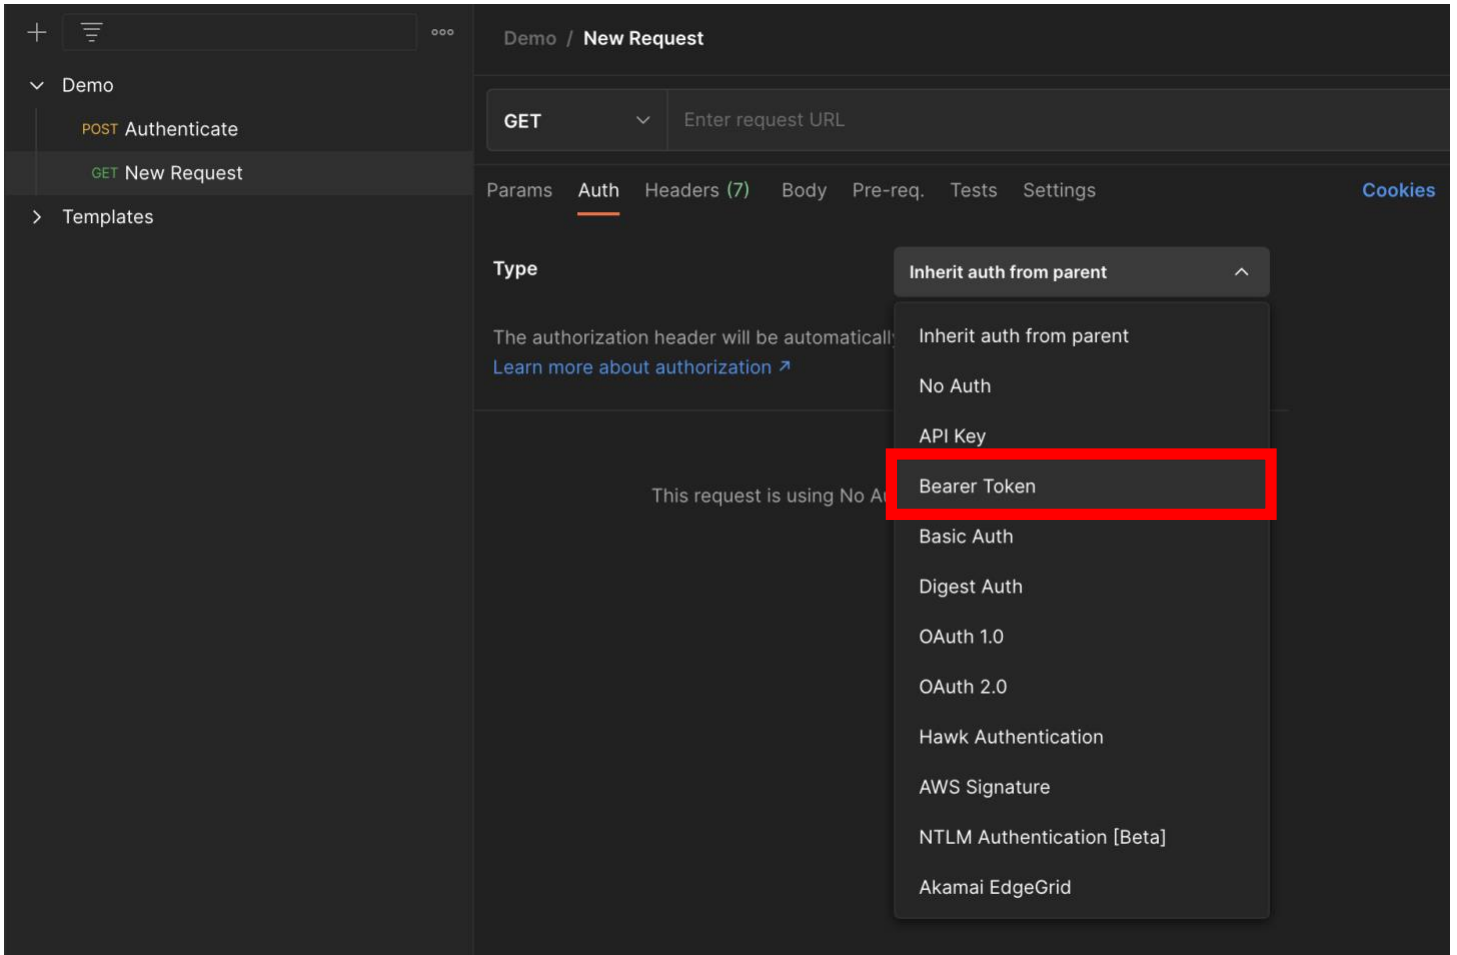 Demo
POST Authenticate
GET New Request
Templates
Demo / New Request
GET
Enter request URL
Params Auth Headers (7) Body Pre-req. Tests Settings Cookies
Type
Inherit auth from parent
The authorization header will be
Learn more about authorization ↗
This request is using No
Inherit auth from parent
No Auth
API Key
Bearer Token
Basic Auth
Digest Auth
OAuth 1.0
OAuth 2.0
Hawk Authentication
AWS Signature
NTLM Authentication [Beta]
Akamai EdgeGrid